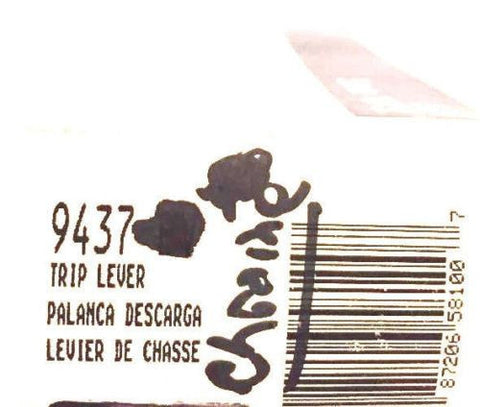 9437
TRIP LEVER
PALANCA DESCARGA
LEVIER DE CHASSE
87206 58100 7